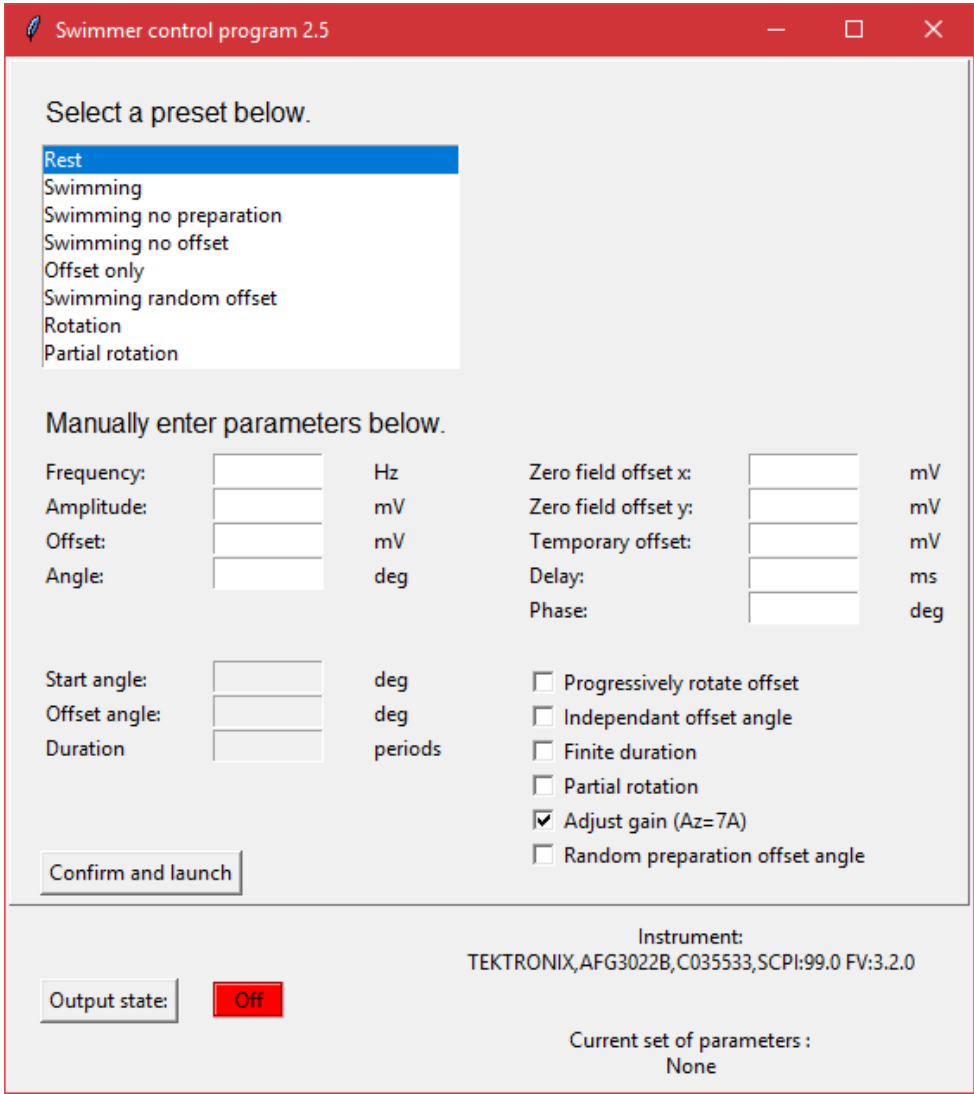 Swimmer control program 2.5
Select a preset below.
Rest
Swimming
Swimming no preparation
Swimming no offset
Offset only
Swimming random offset
Rotation
Partial rotation
Manually enter parameters below.
Frequency: Hz Zero field offset x: mV
Amplitude: mV Zero field offset y: mV
Offset: mV Temporary offset: mV
Angle: deg Delay: ms
Phase: deg
Start angle: deg Progressively rotate offset
Offset angle: deg Independant offset angle
Duration periods Finite duration
Partial rotation
Adjust gain (Az=7A)
Random preparation offset angle
Confirm and launch
Instrument:
TEKTRONIX,AFG3022B,C035533,SCPI:99.0 FV:3.2.0
Output state: Off
Current set of parameters :
None